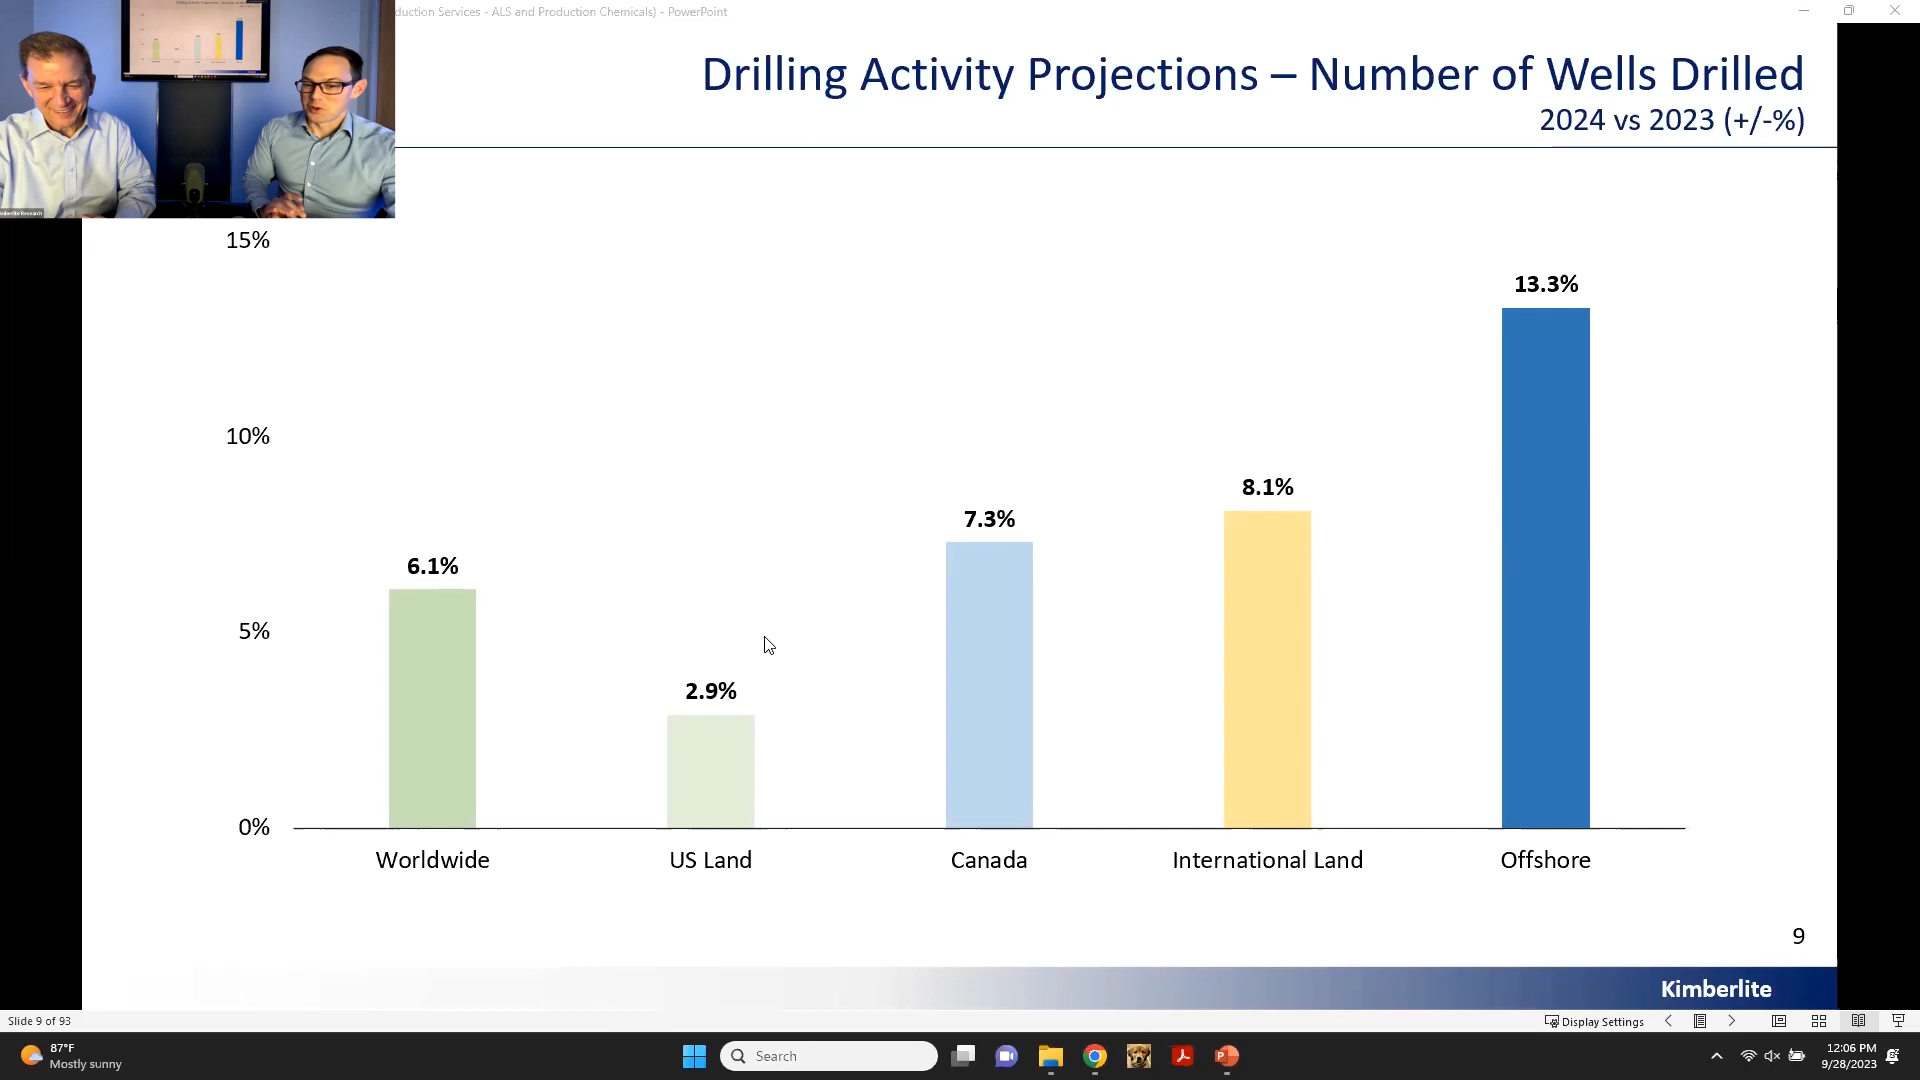 duction Services - ALS and Production Chemicals) - PowerPoint
Drilling Activity Projections – Number of Wells Drilled
2024 vs 2023 (+/-%)
15%
10%
5%
0%
6.1%
2.9%
7.3%
8.1%
13.3%
Worldwide
US Land
Canada
International Land
Offshore
9
Kimberlite
Slide 9 of 93
Display Settings
87°F
Mostly sunny
Search
12:06 PM
9/28/2023